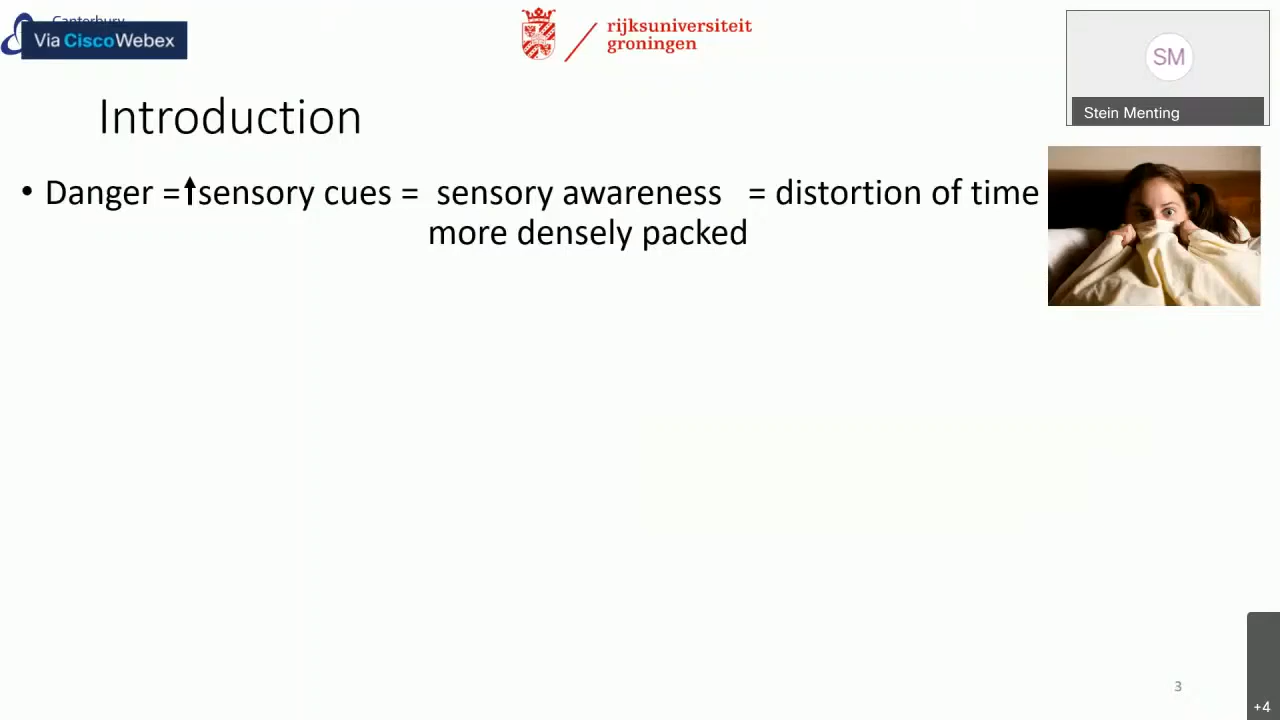 Canterbury
Via CiscoWebex
rijksuniversiteit
groningen
SM
Stein Menting
Introduction
• Danger =↑sensory cues = sensory awareness = distortion of time
more densely packed
3
+4